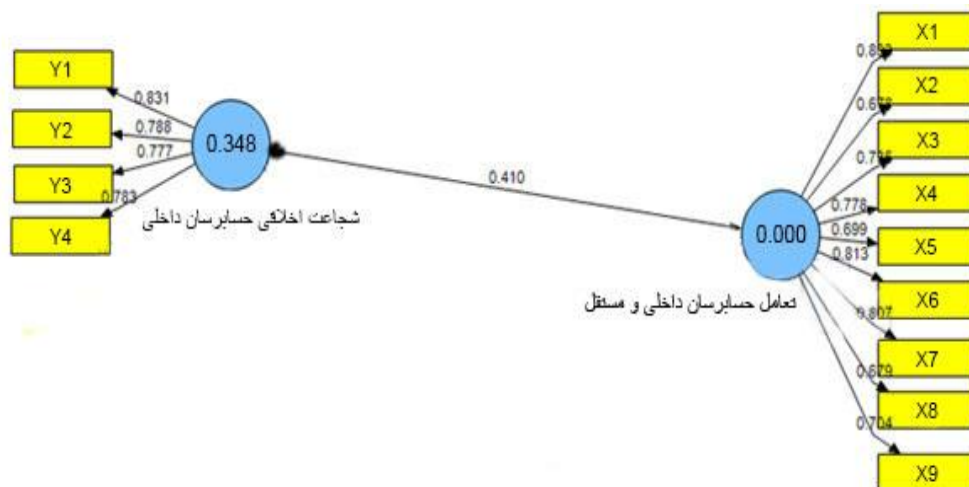 Y1
Y2
Y3
Y4
0.831
0.788
0.777
0.783
0.348
شجاعت اخلاقی حسابرسان داخلی
0.410
0.000
تعامل حسابرسان داخلی و مستقل
0.778
0.699
0.813
0.807
0.679
0.704
X1
X2
X3
X4
X5
X6
X7
X8
X9